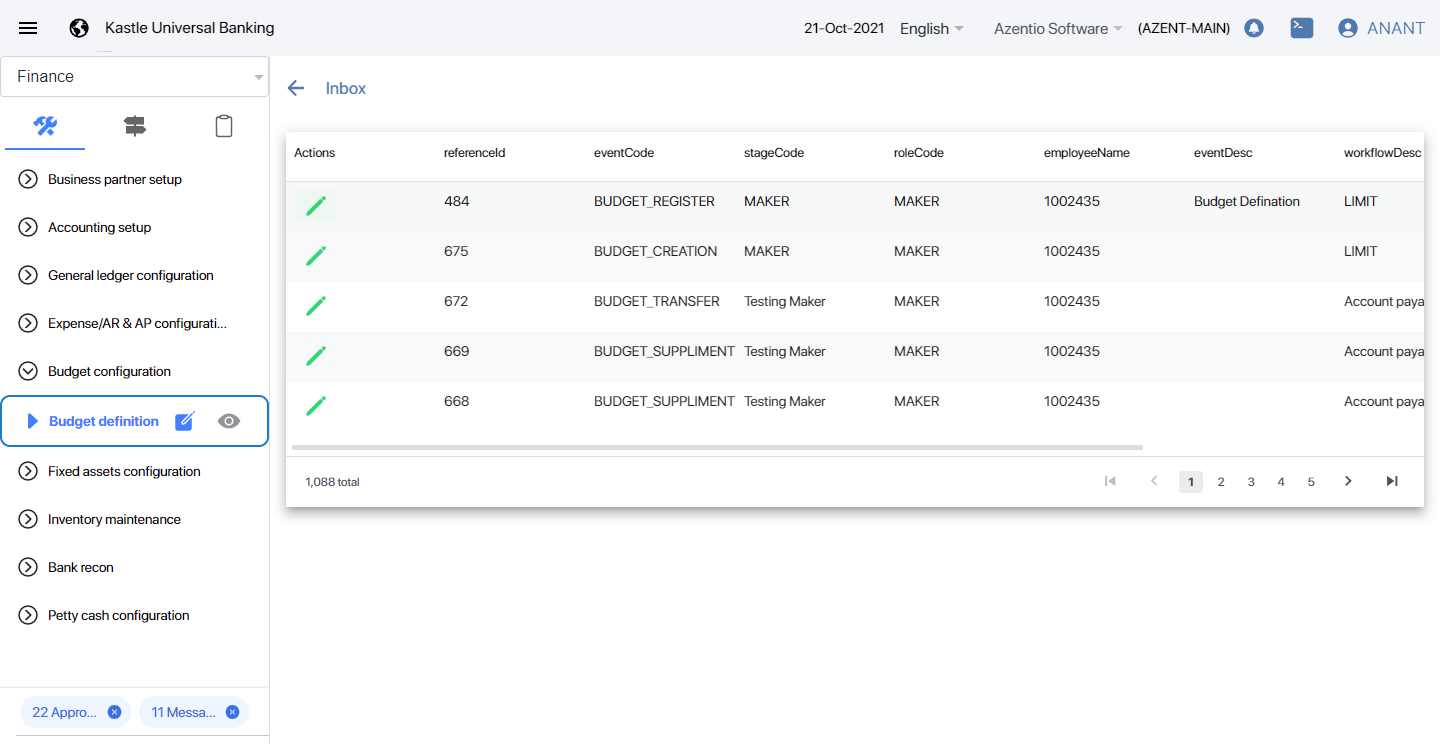 Kastle Universal Banking
21-Oct-2021 English Azentio Software (AZENT-MAIN) ANANT
Finance
Business partner setup
Accounting setup
General ledger configuration
Expense/AR & AP configurati...
Budget configuration
Budget definition
Fixed assets configuration
Inventory maintenance
Bank recon
Petty cash configuration
22 Appro... 11 Messa...
Inbox
Actions referenceId eventCode stageCode roleCode employeeName eventDesc workflowDesc
484 BUDGET_REGISTER MAKER MAKER 1002435 Budget Defination LIMIT
675 BUDGET_CREATION MAKER MAKER 1002435 LIMIT
672 BUDGET_TRANSFER Testing Maker MAKER 1002435 Account paya
669 BUDGET_SUPPLIMENT Testing Maker MAKER 1002435 Account paya
668 BUDGET_SUPPLIMENT Testing Maker MAKER 1002435 Account paya
1,088 total 1 2 3 4 5